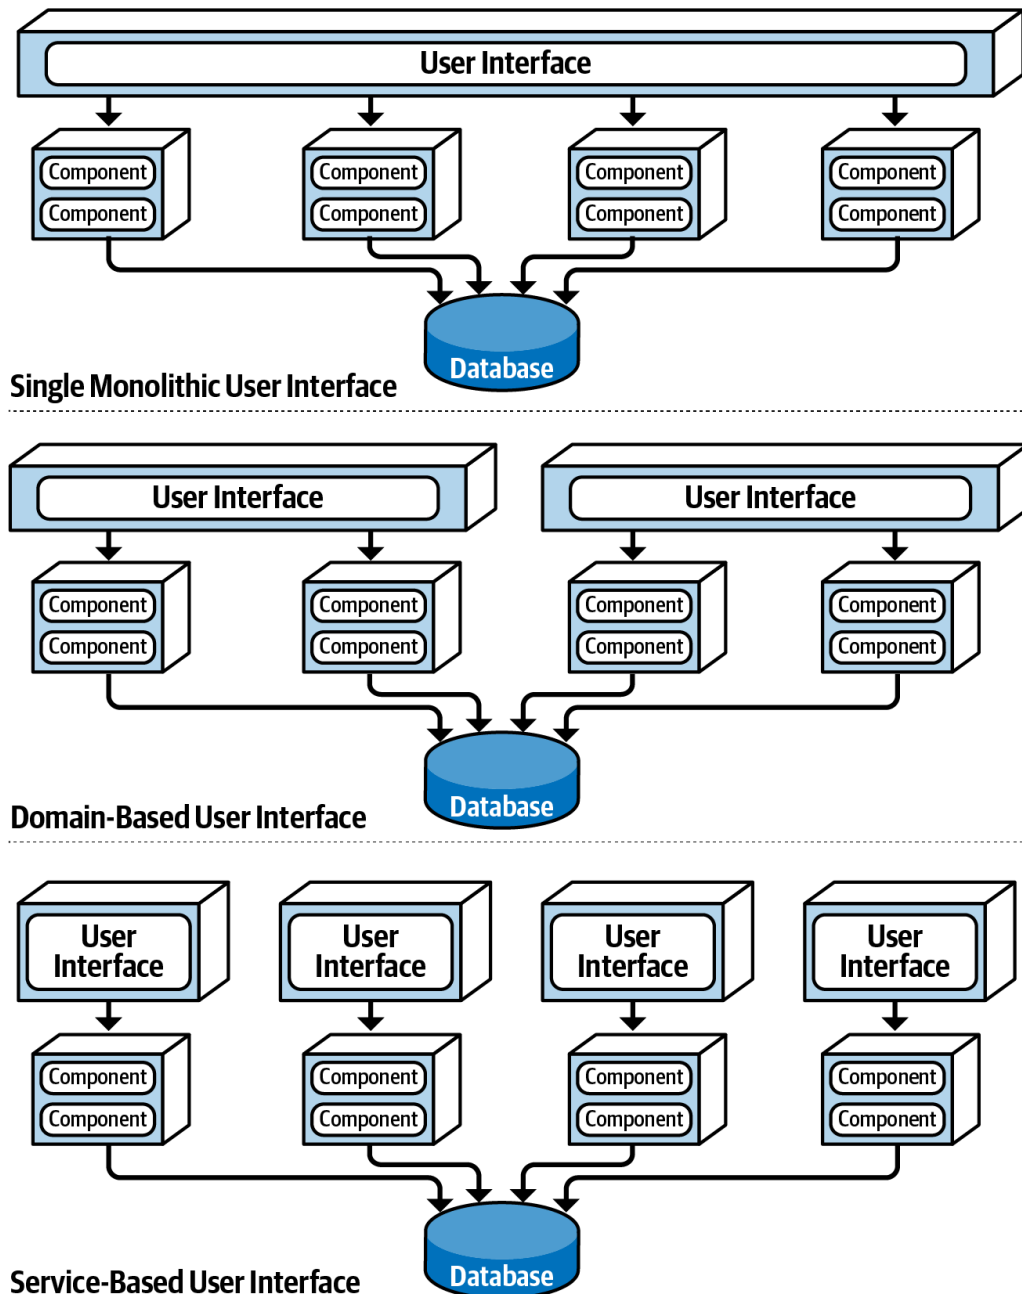 User Interface
Component Component Component Component
Component Component Component Component
Database
Single Monolithic User Interface
User Interface User Interface
Component Component Component Component
Component Component Component Component
Database
Domain-Based User Interface
User User User User
Interface Interface Interface Interface
Component Component Component Component
Component Component Component Component
Database
Service-Based User Interface